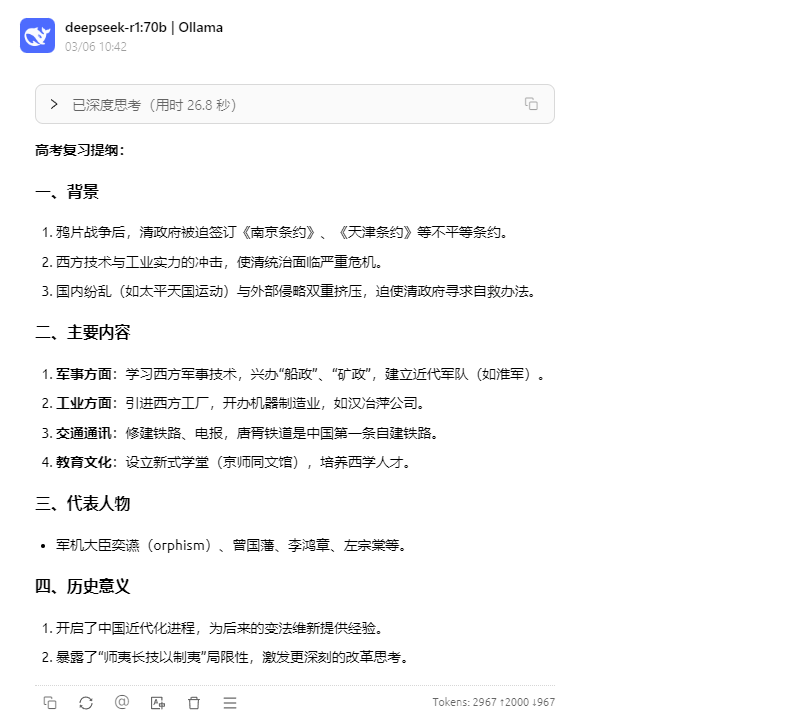 deepseek-r1:70b | Ollama
03/06 10:42
已深度思考（用时 26.8 秒）
高考复习提纲：
一、背景
1. 鸦片战争后，清政府被迫签订《南京条约》、《天津条约》等不平等条约。
2. 西方技术与工业实力的冲击，使清统治面临严重危机。
3. 国内纷乱（如太平天国运动）与外部侵略双重挤压，迫使清政府寻求自救办法。
二、主要内容
1. 军事方面：学习西方军事技术，兴办“船政”、“矿政”，建立近代军队（如淮军）。
2. 工业方面：引进西方工厂，开办机器制造业，如汉冶萍公司。
3. 交通通讯：修建铁路、电报，唐胥铁道是中国第一条自建铁路。
4. 教育文化：设立新式学堂（京师同文馆），培养西学人才。
三、代表人物
• 军机大臣奕䜩（orphism）、曾国藩、李鸿章、左宗棠等。
四、历史意义
1. 开启了中国近代化进程，为后来的变法维新提供经验。
2. 暴露了“师夷长技以制夷”局限性，激发更深刻的改革思考。
Tokens: 2967 ↑2000 ↓967